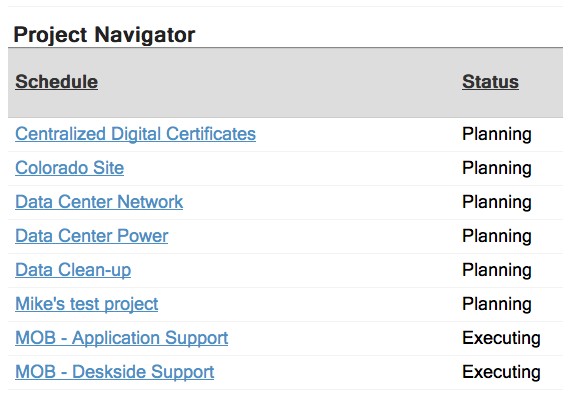 Project Navigator
Schedule Status
Centralized Digital Certificates Planning
Colorado Site Planning
Data Center Network Planning
Data Center Power Planning
Data Clean-up Planning
Mike's test project Planning
MOB - Application Support Executing
MOB - Deskside Support Executing